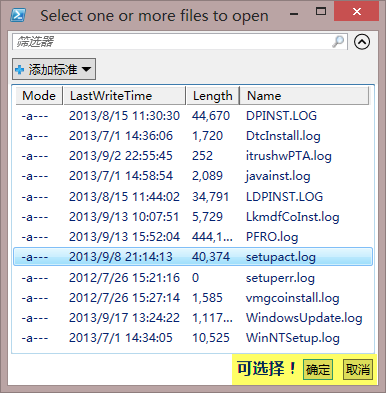 Select one or more files to open
筛选器
添加标准
Mode LastWriteTime Length Name
-a--- 2013/8/15 11:30:30 44,670 DPINST.LOG
-a--- 2013/7/1 14:36:06 1,720 DtcInstall.log
-a--- 2013/9/2 22:55:45 252 itrushwPTA.log
-a--- 2013/7/1 14:58:54 2,089 javainst.log
-a--- 2013/8/15 11:44:02 34,791 LDPINST.LOG
-a--- 2013/9/13 10:07:51 5,729 LkmdfCoInst.log
-a--- 2013/9/13 15:52:04 444,1... PFRO.log
-a--- 2013/9/8 21:14:13 40,374 setupact.log
-a--- 2012/7/26 15:21:16 0 setuperr.log
-a--- 2012/7/26 15:27:14 1,585 vmgcoinstall.log
-a--- 2013/9/17 13:24:22 1,117... WindowsUpdate.log
-a--- 2013/7/1 14:34:05 10,525 WinNTSetup.log
可选择！ 确定 取消